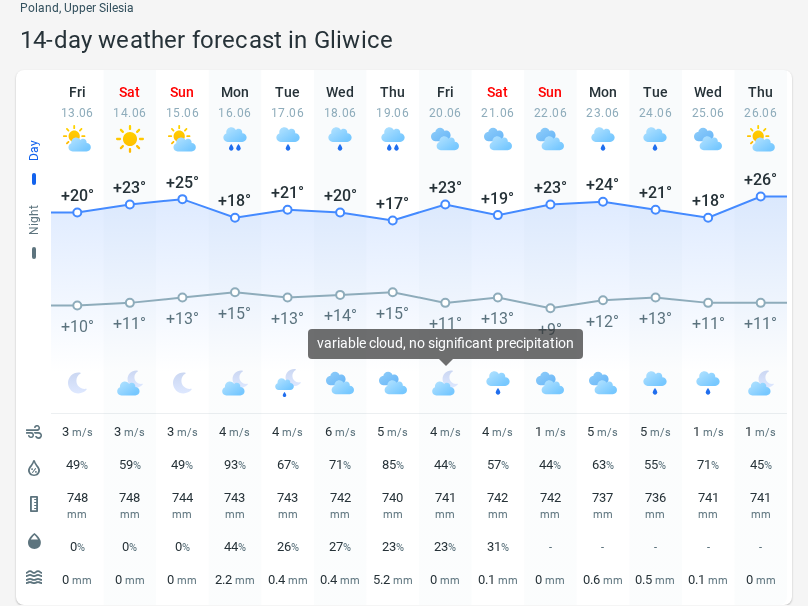 Poland, Upper Silesia
14-day weather forecast in Gliwice
Fri Sat Sun Mon Tue Wed Thu Fri Sat Sun Mon Tue Wed Thu
13.06 14.06 15.06 16.06 17.06 18.06 19.06 20.06 21.06 22.06 23.06 24.06 25.06 26.06
Day
+20° +23° +25° +18° +21° +20° +17° +23° +19° +23° +24° +21° +18° +26°
Night
+10° +11° +13° +15° +13° +14° +15° +11° +13° +9° +12° +13° +11° +11°
variable cloud, no significant precipitation
3 m/s 3 m/s 3 m/s 4 m/s 4 m/s 6 m/s 5 m/s 4 m/s 4 m/s 1 m/s 5 m/s 5 m/s 1 m/s 1 m/s
49% 59% 49% 93% 67% 71% 85% 44% 57% 44% 63% 55% 71% 45%
748 748 744 743 743 742 740 741 742 742 737 736 741 741
mm mm mm mm mm mm mm mm mm mm mm mm mm mm
0% 0% 0% 44% 26% 27% 23% 23% 31% - - - - -
0 mm 0 mm 0 mm 2.2 mm 0.4 mm 0.4 mm 5.2 mm 0 mm 0.1 mm 0 mm 0.6 mm 0.5 mm 0.1 mm 0 mm